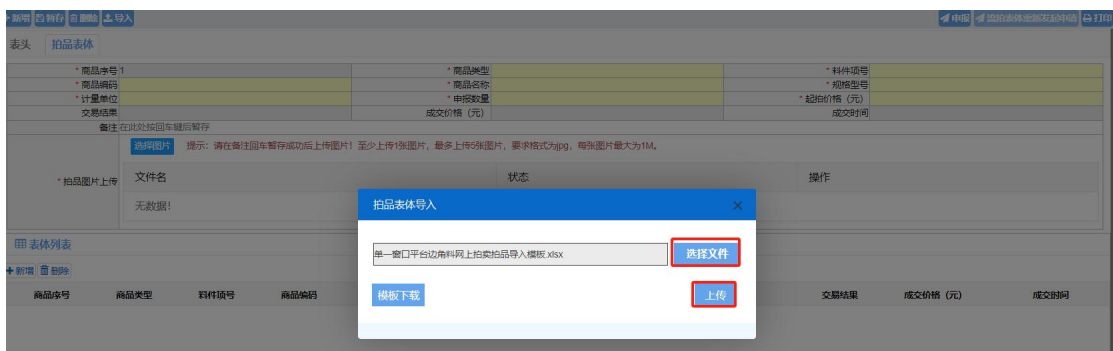 +新增 暂存 删除 导入 申报 流拍表体重新发起申请 打印
表头 拍品表体
*商品序号 1 *商品类型 *料件项号
*商品编码 *商品名称 *规格型号
*计量单位 *申报数量 *起拍价格（元）
交易结果 成交价格（元） 成交时间
备注 在此处按回车键后暂存
选择图片 提示：请在备注回车暂存成功后上传图片！至少上传1张图片，最多上传5张图片，要求格式为jpg，每张图片最大为1M。
*拍品图片上传 文件名 状态 操作
无数据！
拍品表体导入 ×
单一窗口平台边角料网上拍卖拍品导入模板.xlsx 选择文件
模板下载 上传
表体列表
+新增 删除
商品序号 商品类型 料件项号 商品编码 交易结果 成交价格（元） 成交时间